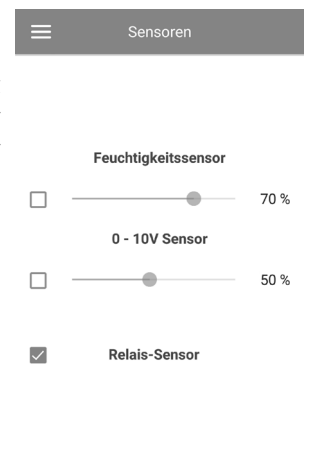 Sensoren
Feuchtigkeitssensor
70 %
0 - 10V Sensor
50 %
Relais-Sensor